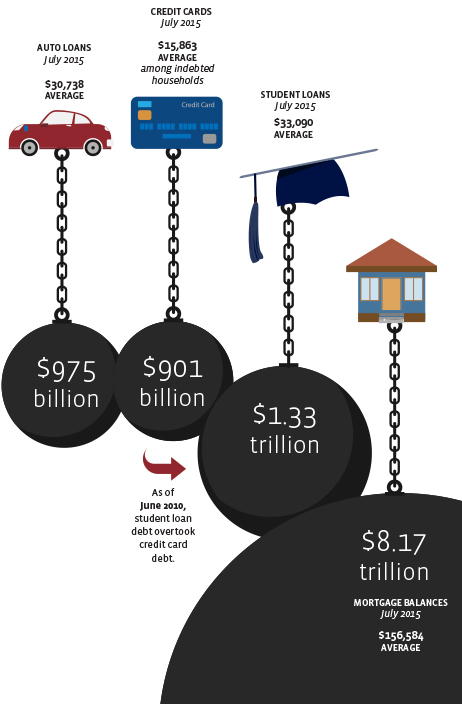 CREDIT CARDS
July 2015
$15,863
AVERAGE
among indebted
households
AUTO LOANS
July 2015
$30,738
AVERAGE
STUDENT LOANS
July 2015
$33,090
AVERAGE
Credit Card
$975
billion
$901
billion
$1.33
trillion
As of
June 2010,
student loan
debt overtook
credit card
debt.
$8.17
trillion
MORTGAGE BALANCES
July 2015
$156,584
AVERAGE